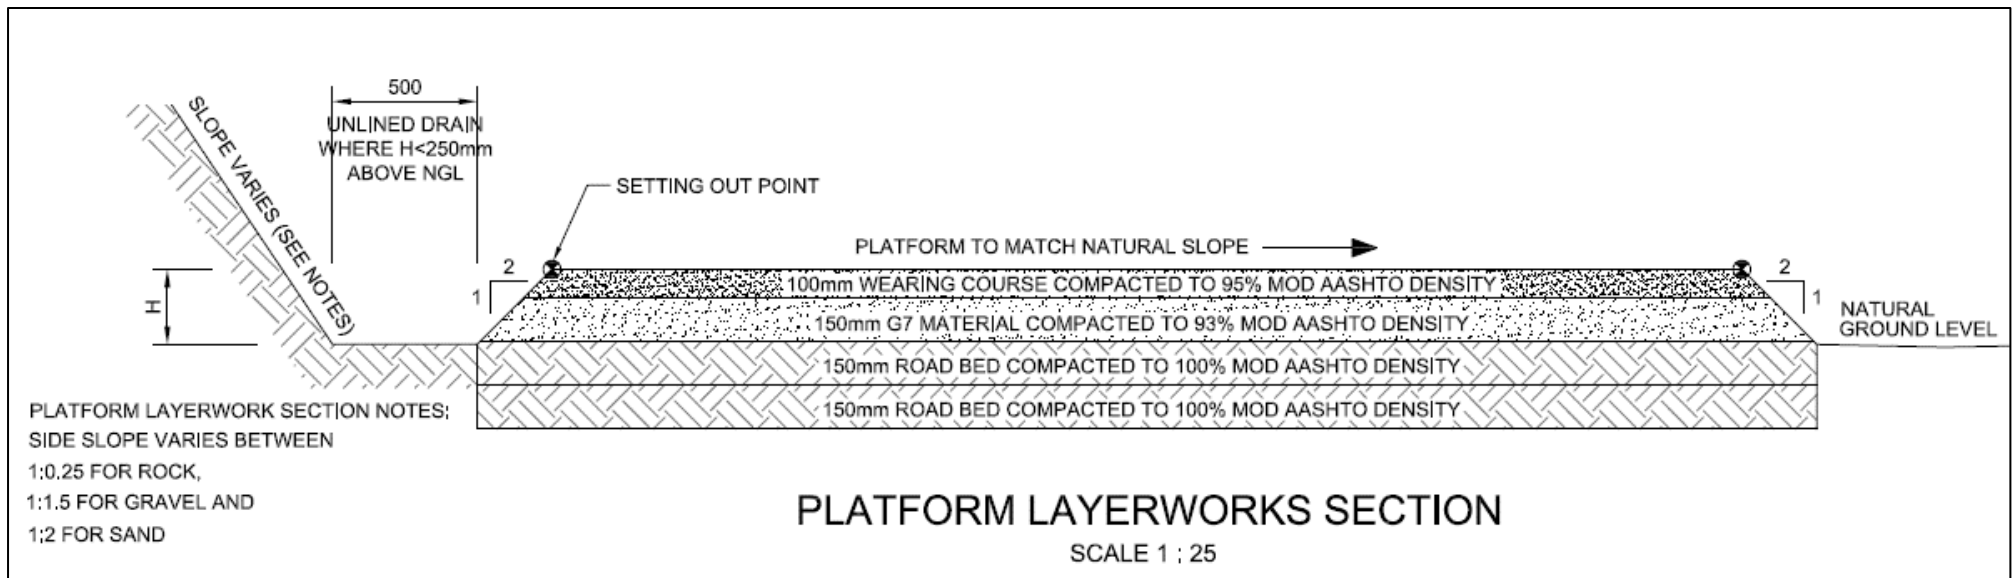 500
UNLINED DRAIN
WHERE H<250mm
ABOVE NGL
SLOPE VARIES (SEE NOTES)
SETTING OUT POINT
PLATFORM TO MATCH NATURAL SLOPE
2
1
H
100mm WEARING COURSE COMPACTED TO 95% MOD AASHTO DENSITY
2
1
150mm G7 MATERIAL COMPACTED TO 93% MOD AASHTO DENSITY
NATURAL
GROUND LEVEL
150mm ROAD BED COMPACTED TO 100% MOD AASHTO DENSITY
150mm ROAD BED COMPACTED TO 100% MOD AASHTO DENSITY
PLATFORM LAYERWORK SECTION NOTES:
SIDE SLOPE VARIES BETWEEN
1:0.25 FOR ROCK,
1:1.5 FOR GRAVEL AND
1:2 FOR SAND
PLATFORM LAYERWORKS SECTION
SCALE 1 : 25